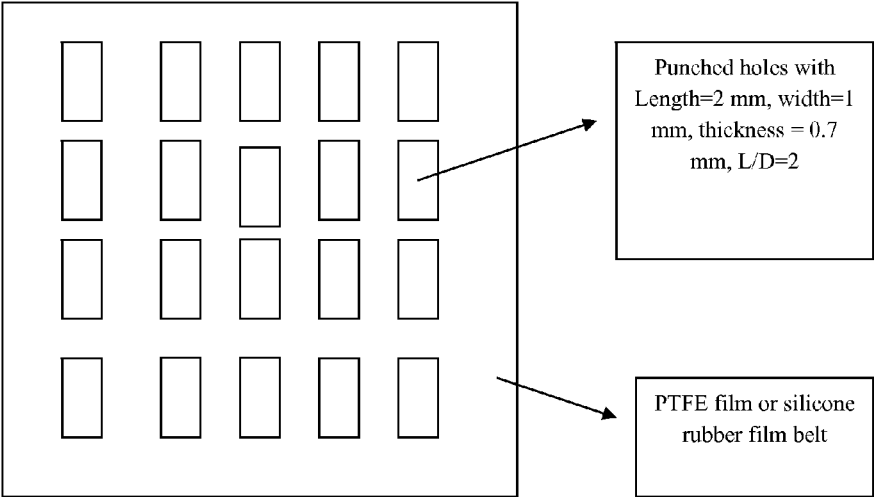 Punched holes with
Length=2 mm, width=1
mm, thickness = 0.7
mm, L/D=2
PTFE film or silicone
rubber film belt